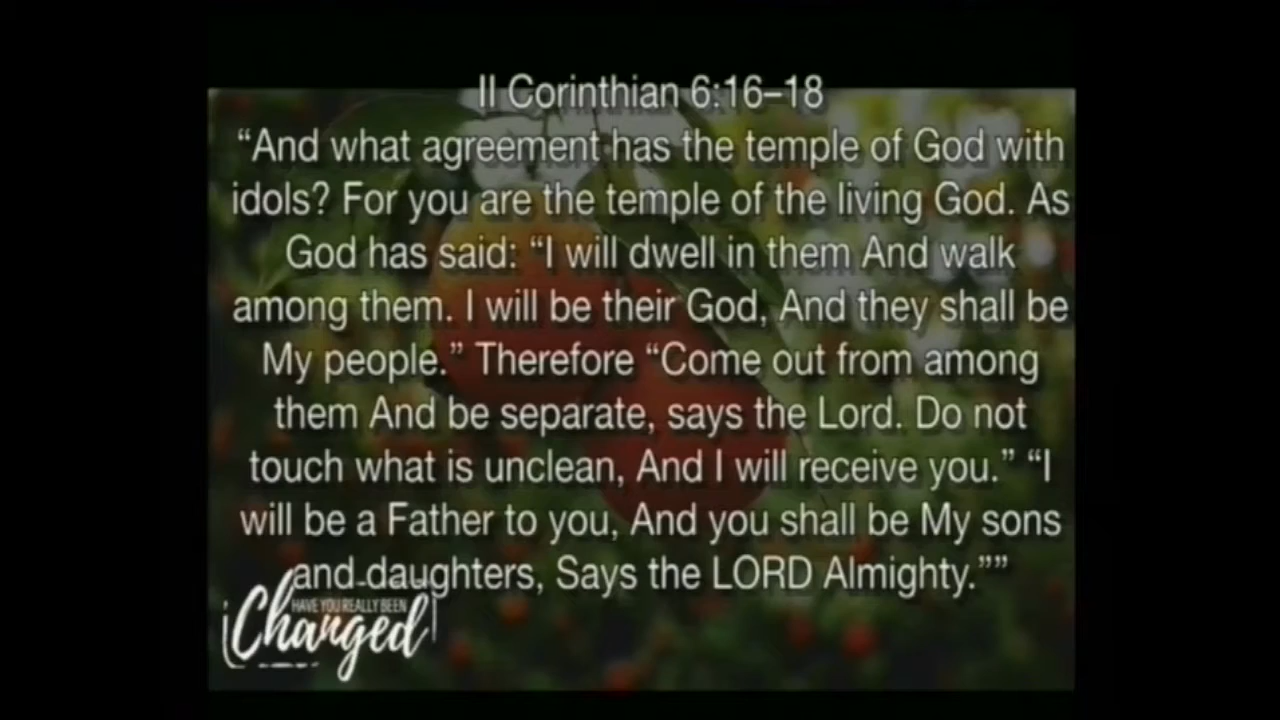 II Corinthian 6:16–18
“And what agreement has the temple of God with
idols? For you are the temple of the living God. As
God has said: “I will dwell in them And walk
among them. I will be their God, And they shall be
My people.” Therefore “Come out from among
them And be separate, says the Lord. Do not
touch what is unclean, And I will receive you.” “I
will be a Father to you, And you shall be My sons
and daughters, Says the LORD Almighty.””
HAVE YOU REALLY BEEN
Changed